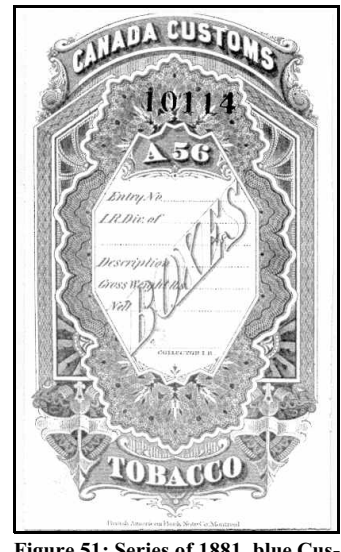 CANADA CUSTOMS
10114
A 56
Entry No
I.R. Div. of
18
Description
Gross Weight lbs.
Nett
BOXES
COLLECTOR I.R.
TOBACCO
British American Bank Note Co. Montreal
Figure 51: Series of 1881, blue Cus-